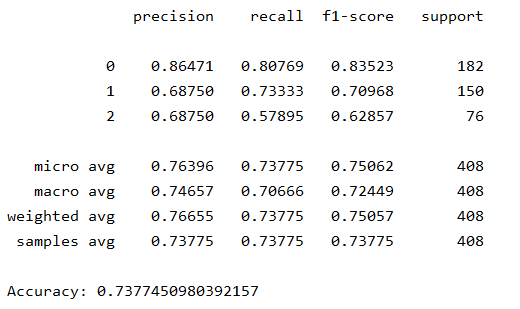 precision recall f1-score support
0 0.86471 0.80769 0.83523 182
1 0.68750 0.73333 0.70968 150
2 0.68750 0.57895 0.62857 76
micro avg 0.76396 0.73775 0.75062 408
macro avg 0.74657 0.70666 0.72449 408
weighted avg 0.76655 0.73775 0.75057 408
samples avg 0.73775 0.73775 0.73775 408
Accuracy: 0.7377450980392157